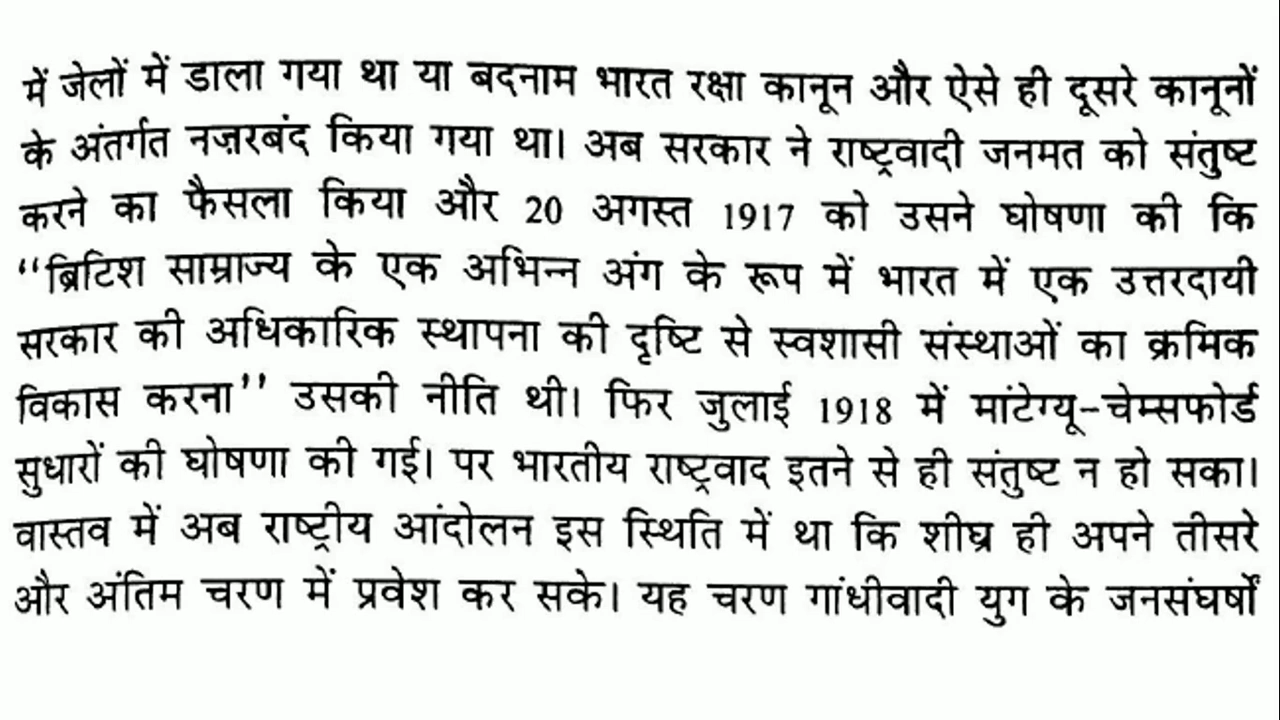 में जेलों में डाला गया था या बदनाम भारत रक्षा कानून और ऐसे ही दूसरे कानूनों
के अंतर्गत नज़रबंद किया गया था। अब सरकार ने राष्ट्रवादी जनमत को संतुष्ट
करने का फैसला किया और 20 अगस्त 1917 को उसने घोषणा की कि
“ब्रिटिश साम्राज्य के एक अभिन्न अंग के रूप में भारत में एक उत्तरदायी
सरकार की अधिकारिक स्थापना की दृष्टि से स्वशासी संस्थाओं का क्रमिक
विकास करना” उसकी नीति थी। फिर जुलाई 1918 में मांटेग्यू-चेम्सफोर्ड
सुधारों की घोषणा की गई। पर भारतीय राष्ट्रवाद इतने से ही संतुष्ट न हो सका।
वास्तव में अब राष्ट्रीय आंदोलन इस स्थिति में था कि शीघ्र ही अपने तीसरे
और अंतिम चरण में प्रवेश कर सके। यह चरण गांधीवादी युग के जनसंघर्षों